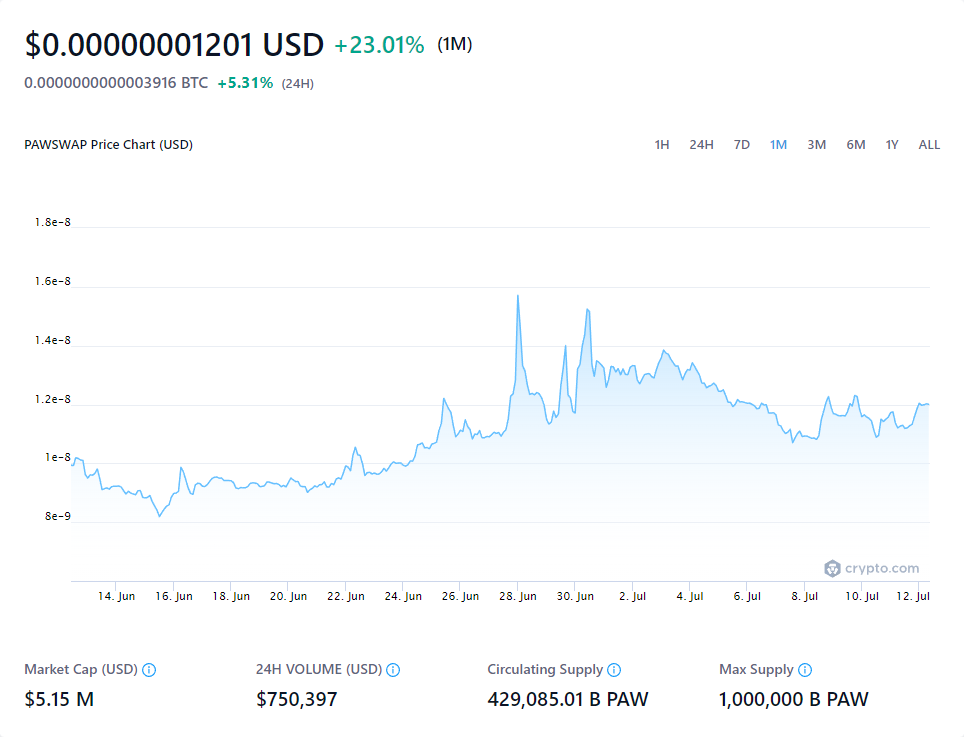 $0.00000001201 USD +23.01% (1M)
0.0000000000003916 BTC +5.31% (24H)
PAWSWAP Price Chart (USD) 1H 24H 7D 1M 3M 6M 1Y ALL
1.8e-8
1.6e-8
1.4e-8
1.2e-8
1e-8
8e-9
crypto.com
14. Jun 16. Jun 18. Jun 20. Jun 22. Jun 24. Jun 26. Jun 28. Jun 30. Jun 2. Jul 4. Jul 6. Jul 8. Jul 10. Jul 12. Jul
Market Cap (USD) 24H VOLUME (USD) Circulating Supply Max Supply
$5.15 M $750,397 429,085.01 B PAW 1,000,000 B PAW